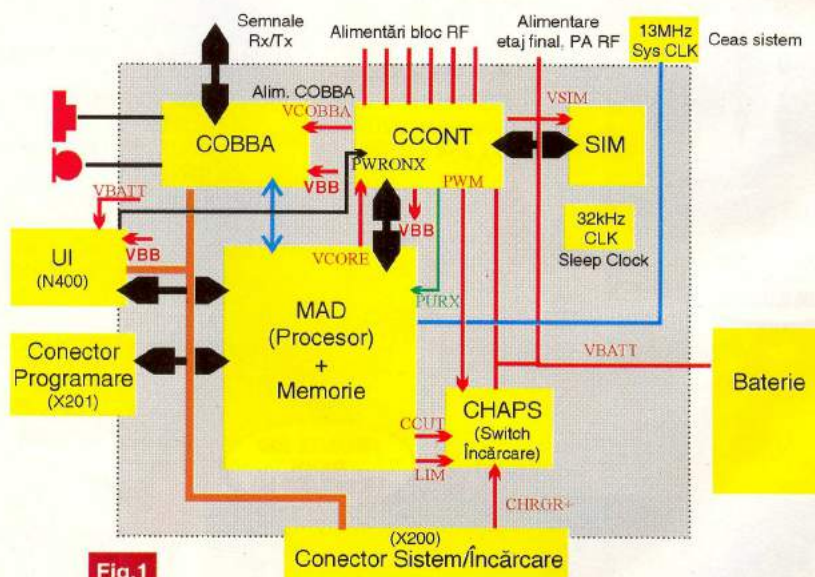 Semnale
Rx/Tx
Alimentări bloc RF
Alimentare
etaj final, PA RF
13MHz
Sys CLK
Ceas sistem
Alim. COBBA
VCOBBA
COBBA
CCONT
VSIM
SIM
PWRONX
PWM
VBB
VBB
VBATT
VBB
UI
(N400)
VCORE
32kHz
CLK
Sleep Clock
PURX
MAD
(Procesor)
+
Memorie
Conector
Programare
(X201)
VBATT
Baterie
CHAPS
(Switch
Încărcare)
CCUT
LIM
CHRGR+
(X200)
Conector Sistem/Încărcare
Fig.1